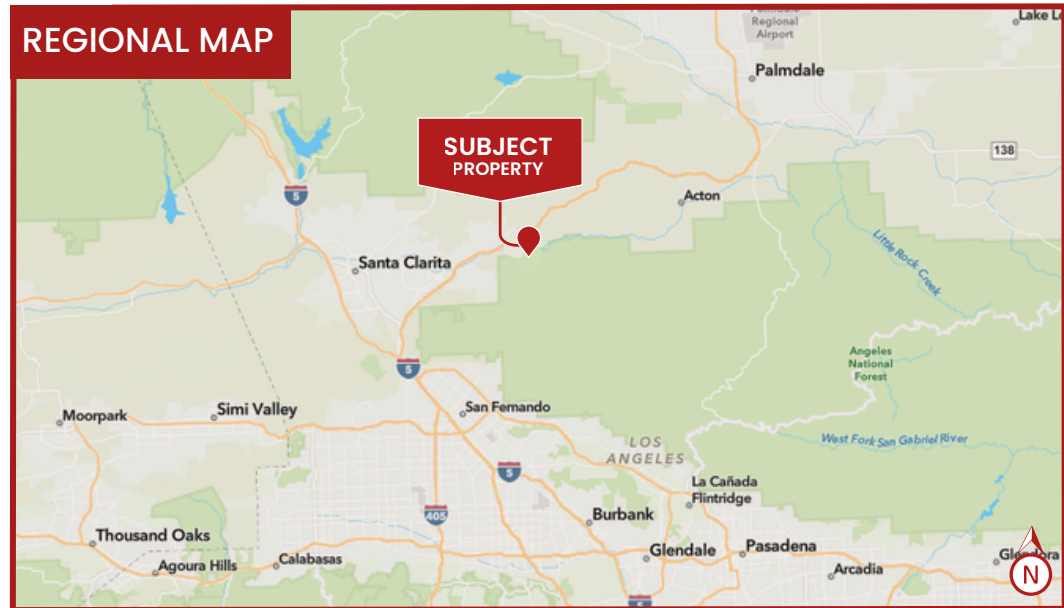 REGIONAL MAP
Palmdale
Regional
Airport
Lake Lo
Palmdale
SUBJECT
PROPERTY
138
5
Acton
Santa Clarita
Little Rock Creek
5
Angeles
National
Forest
Moorpark
Simi Valley
San Fernando
LOS
ANGELES
West Fork San Gabriel River
5
La Cañada
Flintridge
405
Burbank
Thousand Oaks
Glendale
Pasadena
Agoura Hills
Calabasas
Arcadia
Glendora
N
5